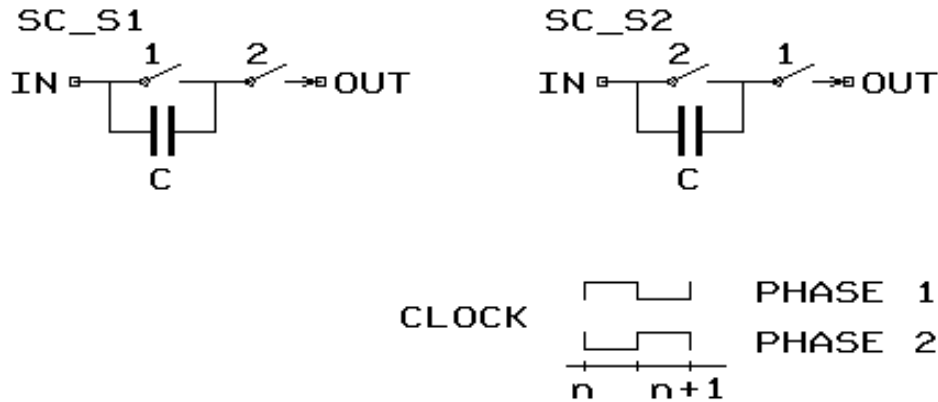 SC_S1 SC_S2
1 2 2 1
IN OUT IN OUT
C C
PHASE 1
CLOCK
PHASE 2
n n+1